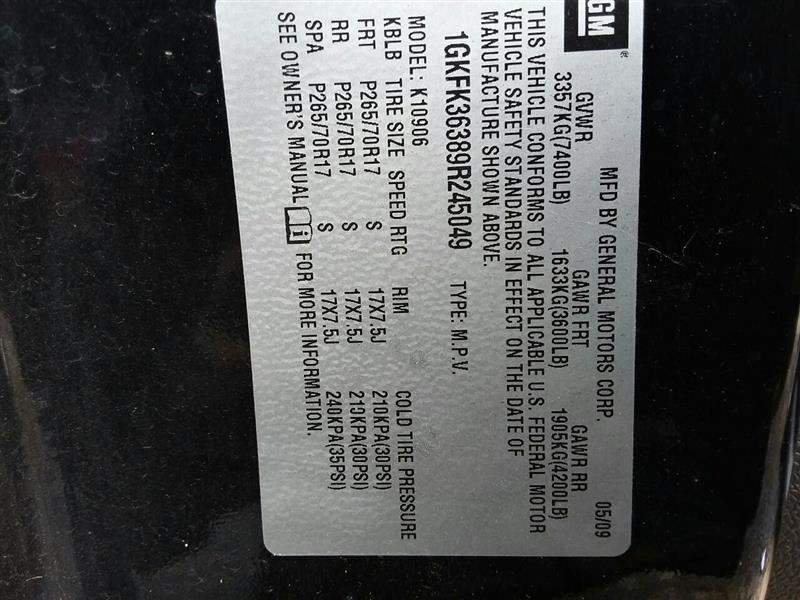 GM ®
MFD BY GENERAL MOTORS CORP. 05/09
GVWR GAWR FRT GAWR RR
3357KG(7400LB) 1633KG(3600LB) 1905KG(4200LB)
THIS VEHICLE CONFORMS TO ALL APPLICABLE U.S. FEDERAL MOTOR
VEHICLE SAFETY STANDARDS IN EFFECT ON THE DATE OF
MANUFACTURE SHOWN ABOVE.
1GKFK36389R245049 TYPE: M.P.V.
MODEL: K10906
KBLB TIRE SIZE SPEED RTG RIM COLD TIRE PRESSURE
FRT P265/70R17 S 17X7.5J 210KPA(30PSI)
RR P265/70R17 S 17X7.5J 210KPA(30PSI)
SPA P265/70R17 S 17X7.5J 240KPA(35PSI)
SEE OWNER'S MANUAL i FOR MORE INFORMATION.